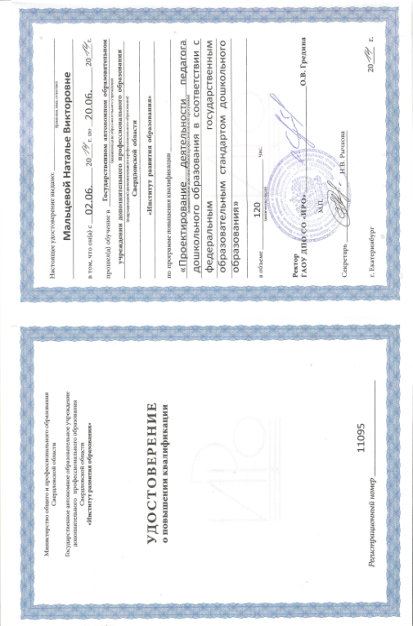 Министерство общего и профессионального образования
Свердловской области
Государственное автономное образовательное учреждение
дополнительного профессионального образования
Свердловской области
«Институт развития образования»
УДОСТОВЕРЕНИЕ
о повышении квалификации
Регистрационный номер 11095
Настоящее удостоверение выдано
Мальцевой Наталье Викторовне
в том, что он(а) с 02.06. 20 14 г. по 20.06. 20 14 г.
прошел(а) обучение в Государственном автономном образовательном
учреждении дополнительного профессионального образования
Свердловской области
«Институт развития образования»
по программе повышения квалификации
«Проектирование деятельности педагога
дошкольного образования в соответствии с
федеральным государственным
образовательным стандартом дошкольного
образования»
в объеме 120 час.
Ректор
ГАОУ ДПО СО «ИРО» О.В. Гредина
М.П.
Секретарь И.В. Рычкова
г. Екатеринбург 20 14 г.